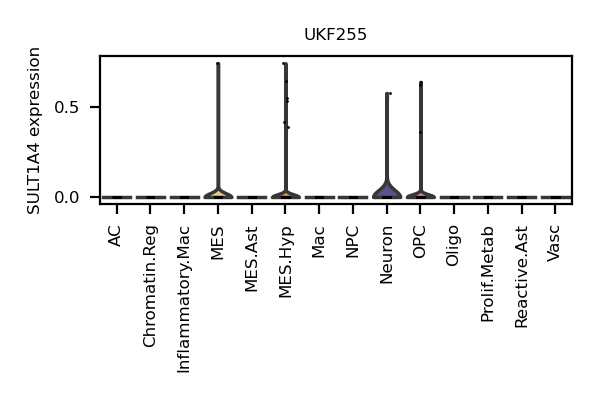 UKF255
SULT1A4 expression
0.5
0.0
AC
Chromatin.Reg
Inflammatory.Mac
MES
MES.Ast
MES.Hyp
Mac
NPC
Neuron
OPC
Oligo
Prolif.Metab
Reactive.Ast
Vasc